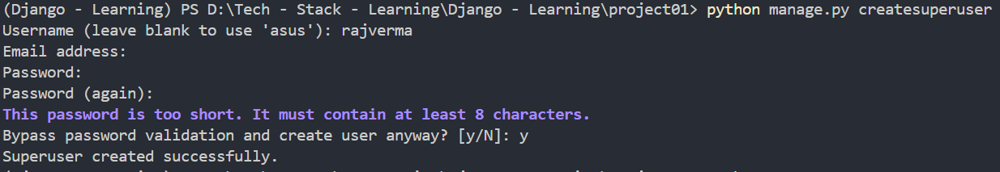 (Django - Learning) PS D:\Tech - Stack - Learning\Django - Learning\project01> python manage.py createsuperuser
Username (leave blank to use 'asus'): rajverma
Email address:
Password:
Password (again):
This password is too short. It must contain at least 8 characters.
Bypass password validation and create user anyway? [y/N]: y
Superuser created successfully.